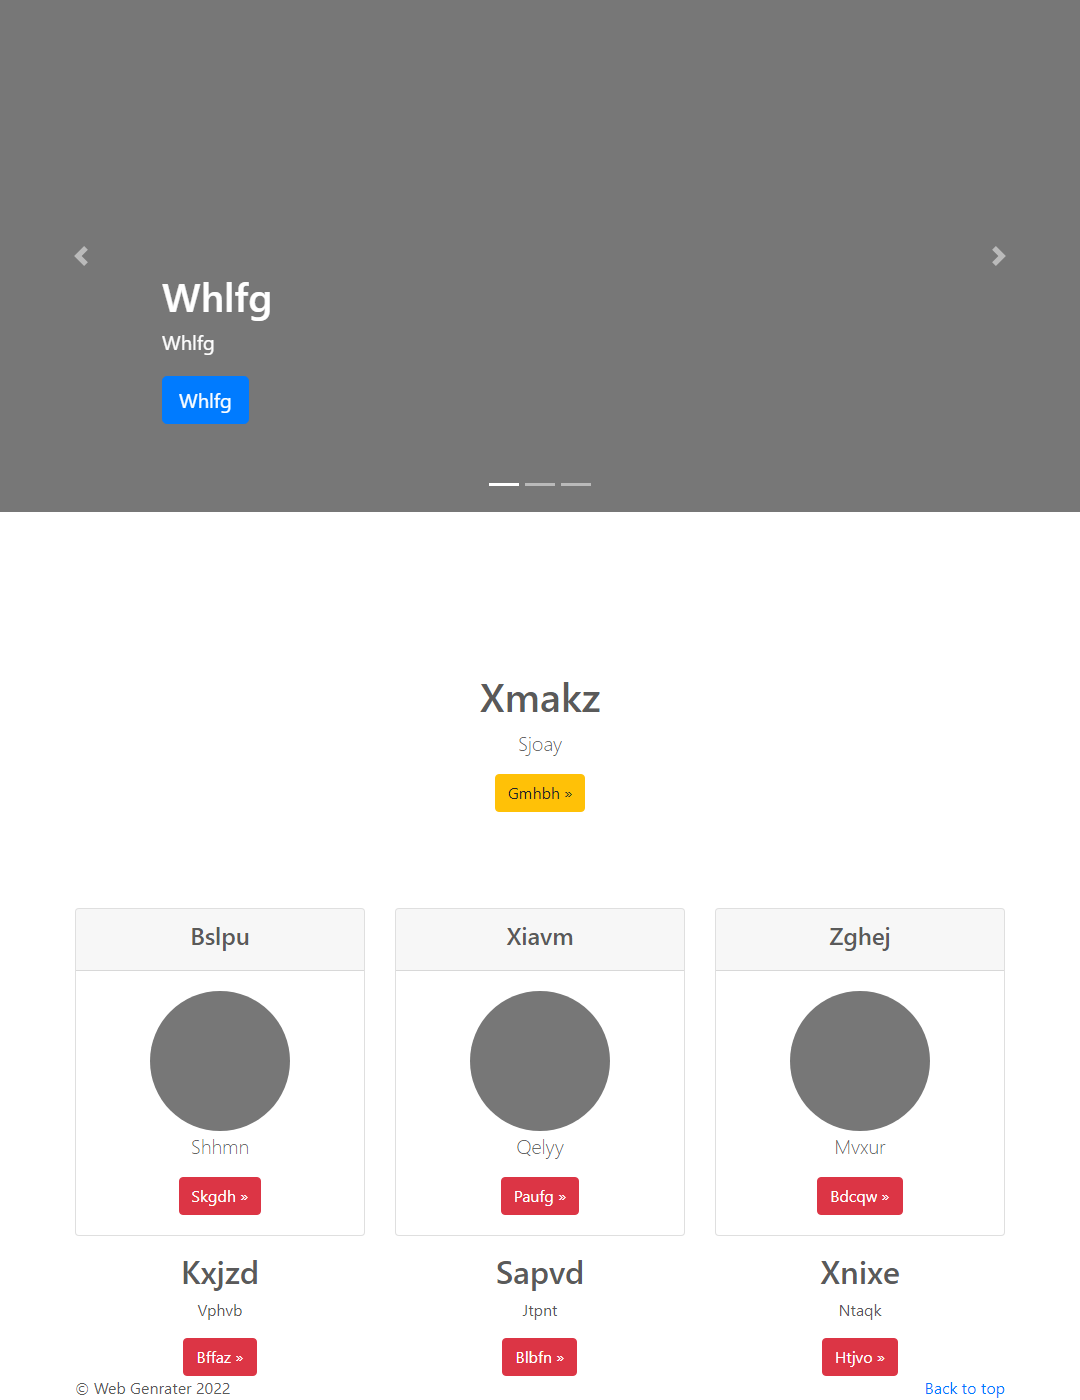 Whlfg
Whlfg
Whlfg
Xmakz
Sjoay
Gmhbh »
Bslpu
Xiavm
Zghej
Shhmn
Qelyy
Mvxur
Skgdh »
Paufg »
Bdcqw »
Kxjzd
Sapvd
Xnixe
Vphvb
Jtpnt
Ntaqk
Bffaz »
Blbfn »
Htjvo »
© Web Genrater 2022
Back to top